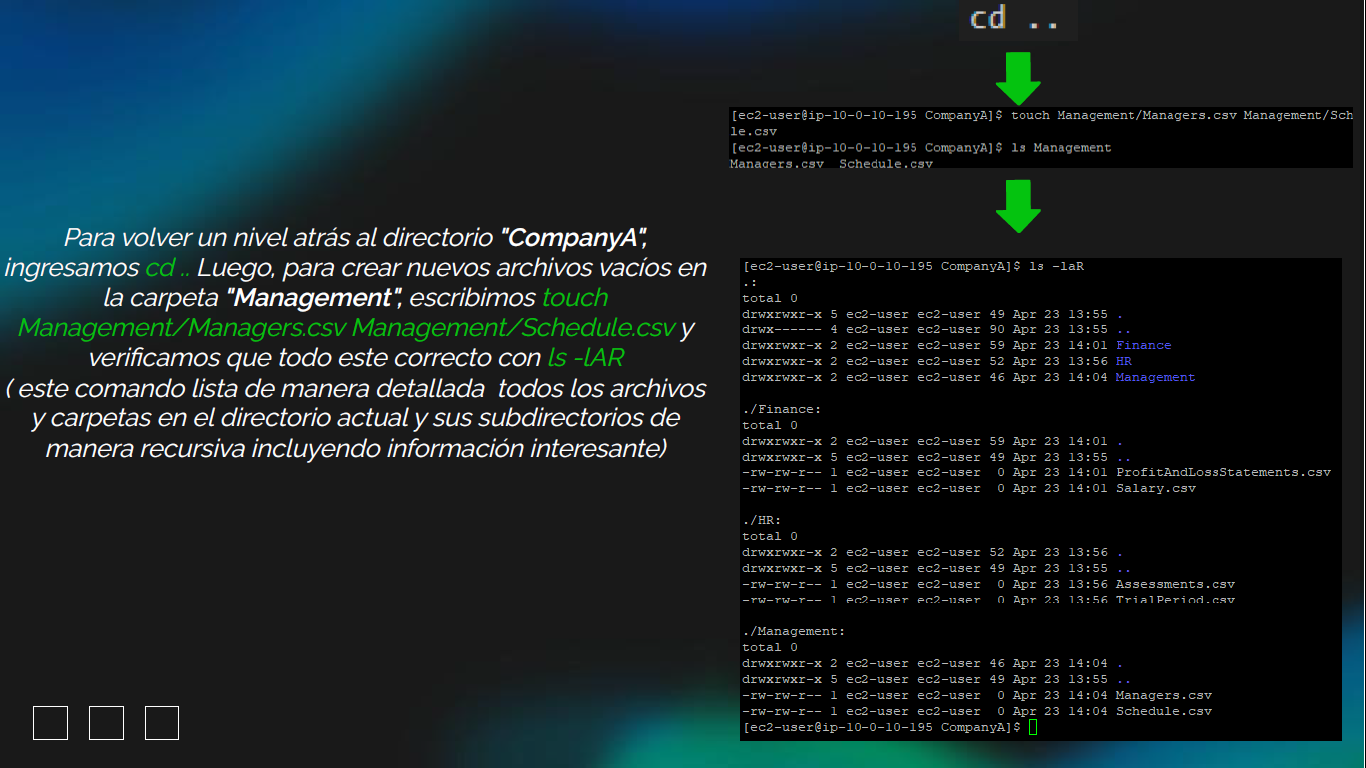 cd ..
[ec2-user@ip-10-0-10-195 CompanyA]$ touch Management/Managers.csv Management/Sch
le.csv
[ec2-user@ip-10-0-10-195 CompanyA]$ ls Management
Managers.csv  Schedule.csv
Para volver un nivel atrás al directorio "CompanyA",
ingresamos cd .. Luego, para crear nuevos archivos vacíos en
la carpeta "Management", escribimos touch
Management/Managers.csv Management/Schedule.csv y
verificamos que todo este correcto con ls -lAR
( este comando lista de manera detallada  todos los archivos
y carpetas en el directorio actual y sus subdirectorios de
manera recursiva incluyendo información interesante)
[ec2-user@ip-10-0-10-195 CompanyA]$ ls -laR
.:
total 0
drwxrwxr-x 5 ec2-user ec2-user 49 Apr 23 13:55 .
drwx------ 4 ec2-user ec2-user 90 Apr 23 13:55 ..
drwxrwxr-x 2 ec2-user ec2-user 59 Apr 23 14:01 Finance
drwxrwxr-x 2 ec2-user ec2-user 52 Apr 23 13:56 HR
drwxrwxr-x 2 ec2-user ec2-user 46 Apr 23 14:04 Management
./Finance:
total 0
drwxrwxr-x 2 ec2-user ec2-user 59 Apr 23 14:01 .
drwxrwxr-x 5 ec2-user ec2-user 49 Apr 23 13:55 ..
-rw-rw-r-- 1 ec2-user ec2-user  0 Apr 23 14:01 ProfitAndLossStatements.csv
-rw-rw-r-- 1 ec2-user ec2-user  0 Apr 23 14:01 Salary.csv
./HR:
total 0
drwxrwxr-x 2 ec2-user ec2-user 52 Apr 23 13:56 .
drwxrwxr-x 5 ec2-user ec2-user 49 Apr 23 13:55 ..
-rw-rw-r-- 1 ec2-user ec2-user  0 Apr 23 13:56 Assessments.csv
-rw-rw-r-- 1 ec2-user ec2-user  0 Apr 23 13:56 TrialPeriod.csv
./Management:
total 0
drwxrwxr-x 2 ec2-user ec2-user 46 Apr 23 14:04 .
drwxrwxr-x 5 ec2-user ec2-user 49 Apr 23 13:55 ..
-rw-rw-r-- 1 ec2-user ec2-user  0 Apr 23 14:04 Managers.csv
-rw-rw-r-- 1 ec2-user ec2-user  0 Apr 23 14:04 Schedule.csv
[ec2-user@ip-10-0-10-195 CompanyA]$